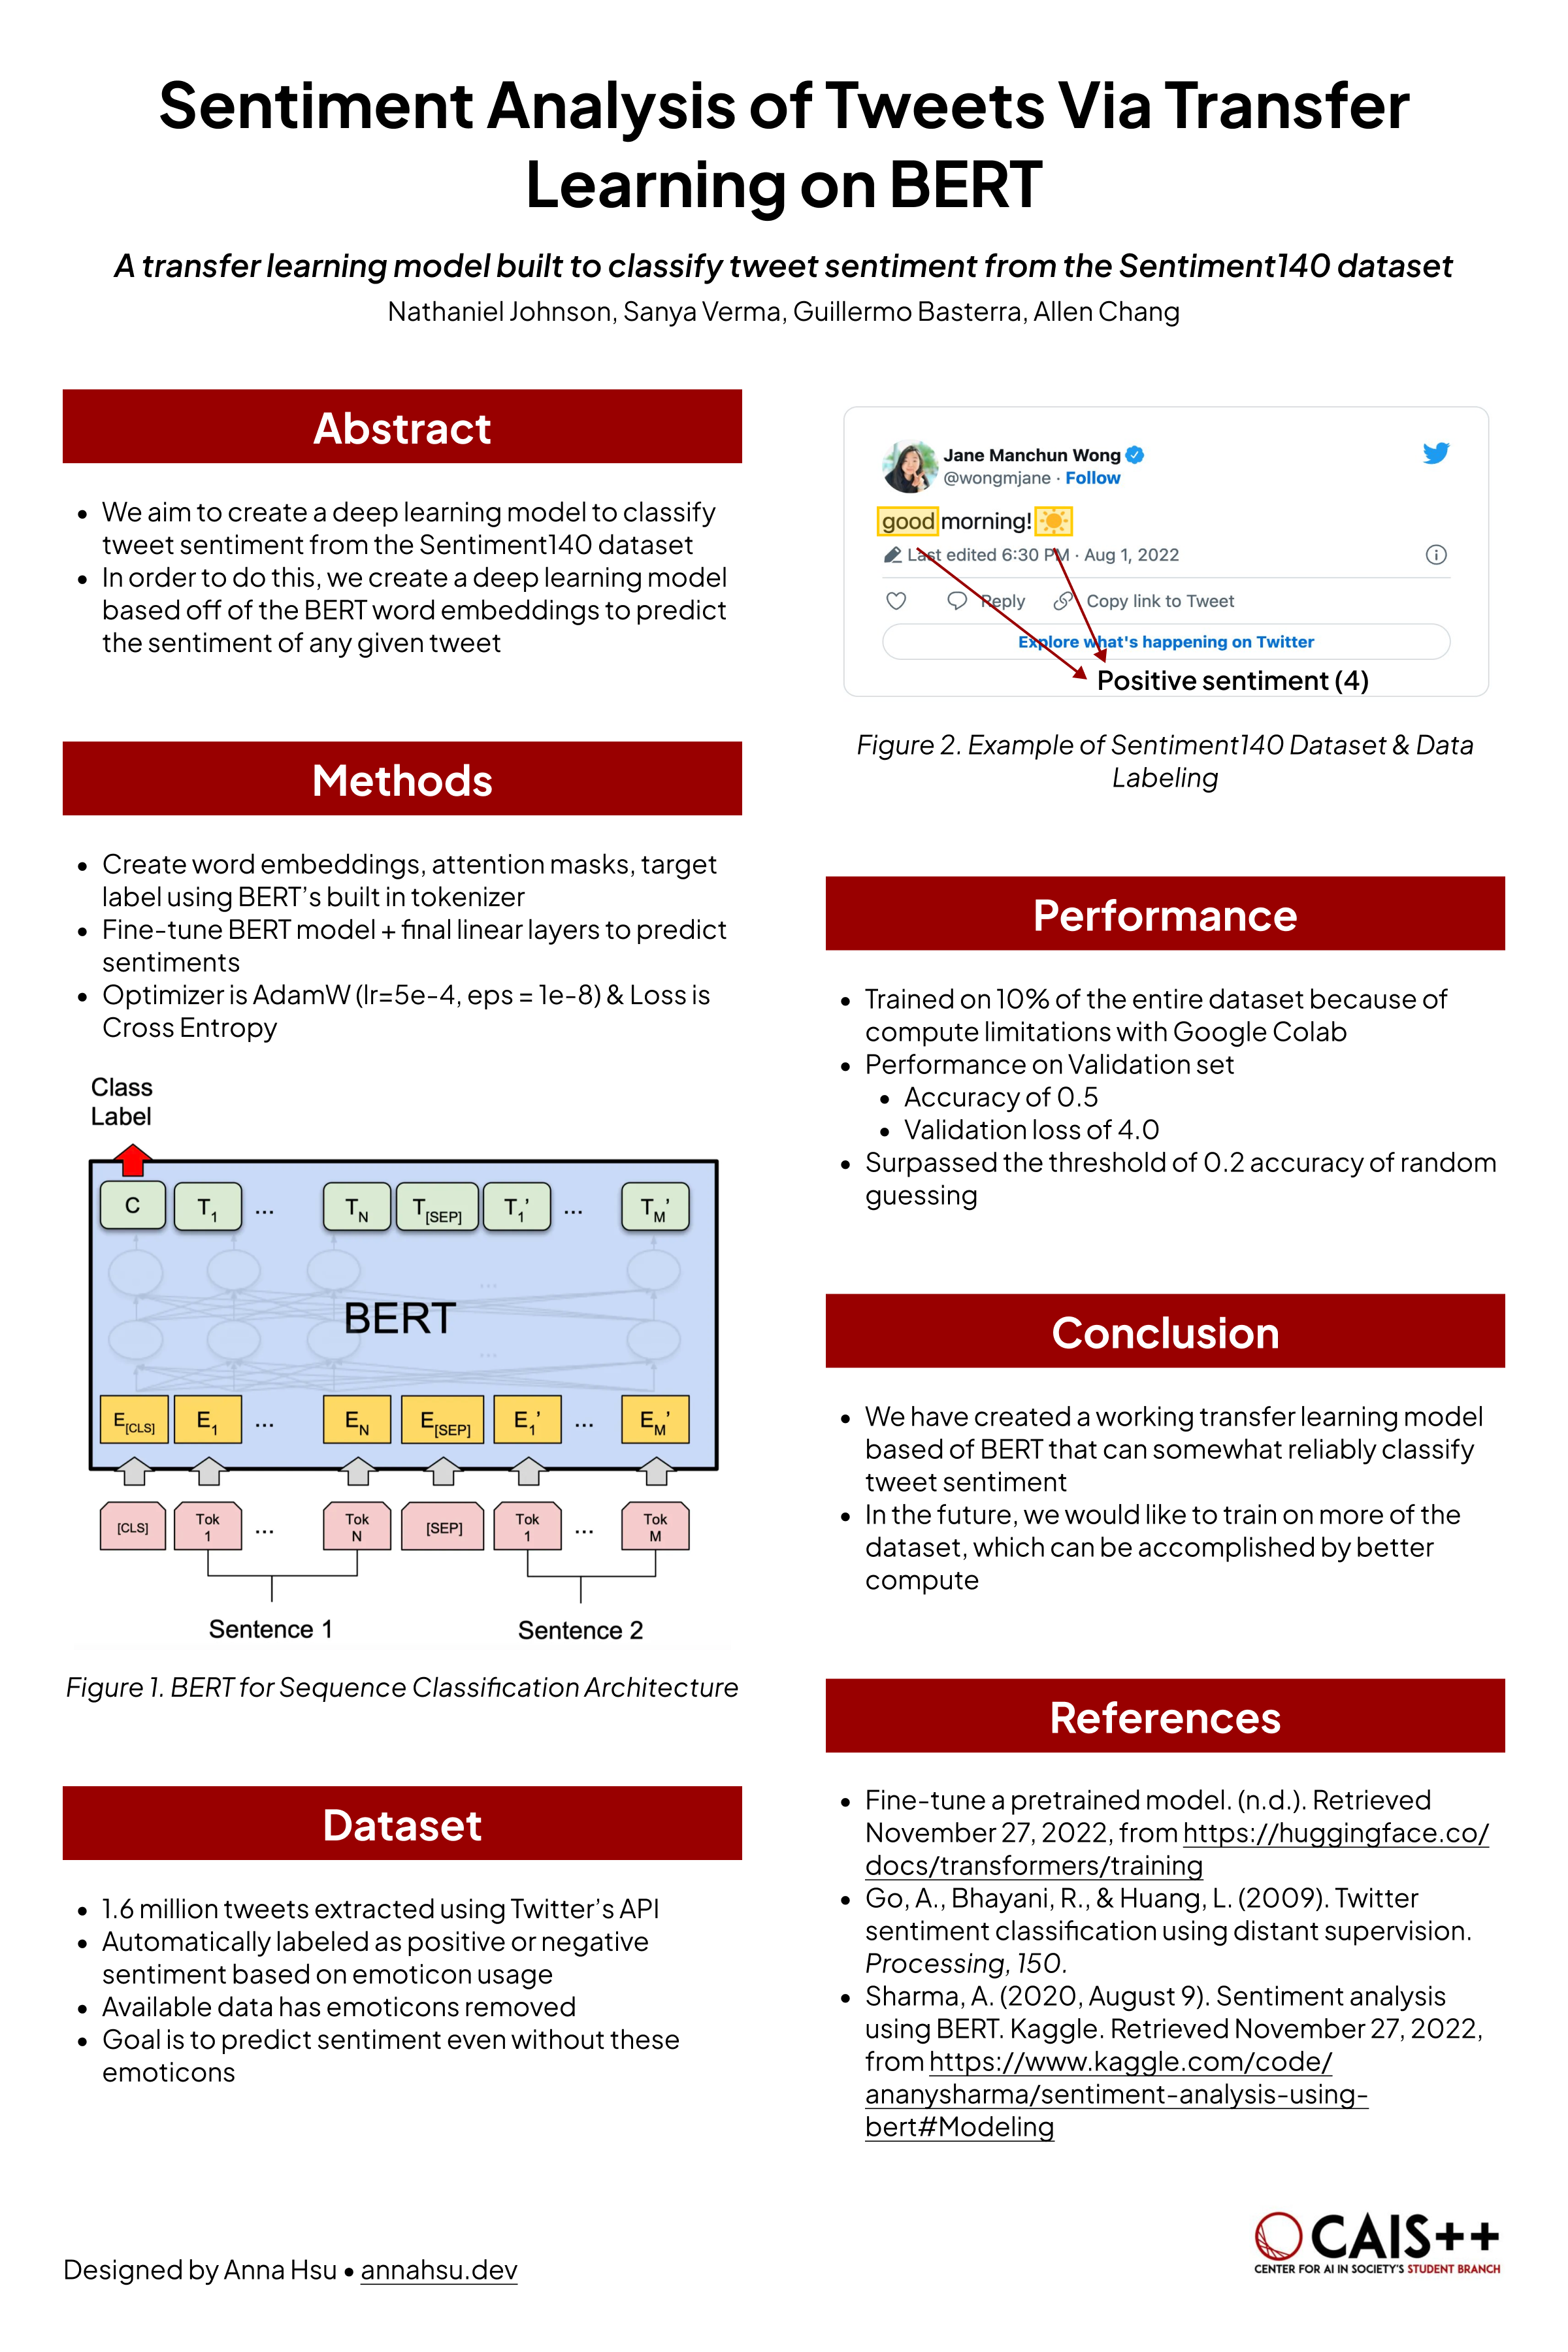 Sentiment Analysis of Tweets Via Transfer
Learning on BERT
A transfer learning model built to classify tweet sentiment from the Sentiment140 dataset
Nathaniel Johnson, Sanya Verma, Guillermo Basterra, Allen Chang
Abstract
• We aim to create a deep learning model to classify
tweet sentiment from the Sentiment140 dataset
• In order to do this, we create a deep learning model
based off of the BERT word embeddings to predict
the sentiment of any given tweet
Methods
• Create word embeddings, attention masks, target
label using BERT's built in tokenizer
• Fine-tune BERT model + final linear layers to predict
sentiments
• Optimizer is AdamW (lr=5e-4, eps = 1e-8) & Loss is
Cross Entropy
Class
Label
C T1 ... TN T[SEP] T1' ... TM'
...
BERT
...
E[CLS] E1 ... EN E[SEP] E1' ... EM'
[CLS] Tok 1 ... Tok N [SEP] Tok 1 ... Tok M
Sentence 1 Sentence 2
Figure 1. BERT for Sequence Classification Architecture
Dataset
• 1.6 million tweets extracted using Twitter's API
• Automatically labeled as positive or negative
sentiment based on emoticon usage
• Available data has emoticons removed
• Goal is to predict sentiment even without these
emoticons
Jane Manchun Wong
@wongmjane · Follow
good morning! ☀️
Last edited 6:30 PM · Aug 1, 2022
Reply Copy link to Tweet
Explore what's happening on Twitter
Positive sentiment (4)
Figure 2. Example of Sentiment140 Dataset & Data
Labeling
Performance
• Trained on 10% of the entire dataset because of
compute limitations with Google Colab
• Performance on Validation set
• Accuracy of 0.5
• Validation loss of 4.0
• Surpassed the threshold of 0.2 accuracy of random
guessing
Conclusion
• We have created a working transfer learning model
based of BERT that can somewhat reliably classify
tweet sentiment
• In the future, we would like to train on more of the
dataset, which can be accomplished by better
compute
References
• Fine-tune a pretrained model. (n.d.). Retrieved
November 27, 2022, from https://huggingface.co/
docs/transformers/training
• Go, A., Bhayani, R., & Huang, L. (2009). Twitter
sentiment classification using distant supervision.
Processing, 150.
• Sharma, A. (2020, August 9). Sentiment analysis
using BERT. Kaggle. Retrieved November 27, 2022,
from https://www.kaggle.com/code/
ananysharma/sentiment-analysis-using-
bert#Modeling
Designed by Anna Hsu • annahsu.dev
CAIS++
CENTER FOR AI IN SOCIETY'S STUDENT BRANCH